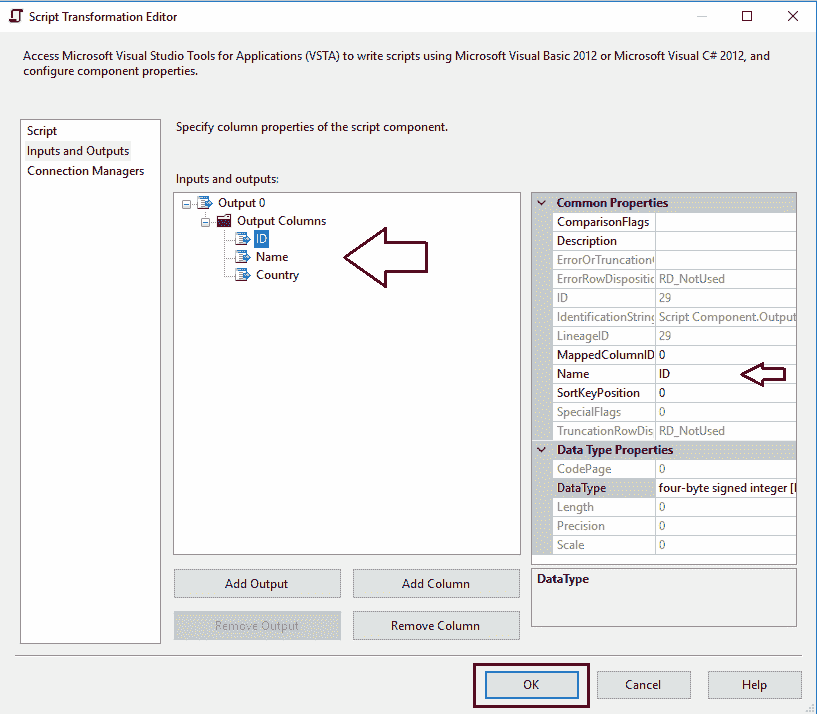 Script Transformation Editor
Access Microsoft Visual Studio Tools for Applications (VSTA) to write scripts using Microsoft Visual Basic 2012 or Microsoft Visual C# 2012, and
configure component properties.
Script
Inputs and Outputs
Connection Managers
Specify column properties of the script component.
Inputs and outputs:
Output 0
Output Columns
ID
Name
Country
Add Output
Add Column
Remove Output
Remove Column
Common Properties
ComparisonFlags
Description
ErrorOrTruncationO
ErrorRowDispositic RD_NotUsed
ID 29
IdentificationString Script Component.Output
LineageID 29
MappedColumnID 0
Name ID
SortKeyPosition 0
SpecialFlags 0
TruncationRowDis RD_NotUsed
Data Type Properties
CodePage 0
DataType four-byte signed integer [
Length 0
Precision 0
Scale 0
DataType
OK
Cancel
Help